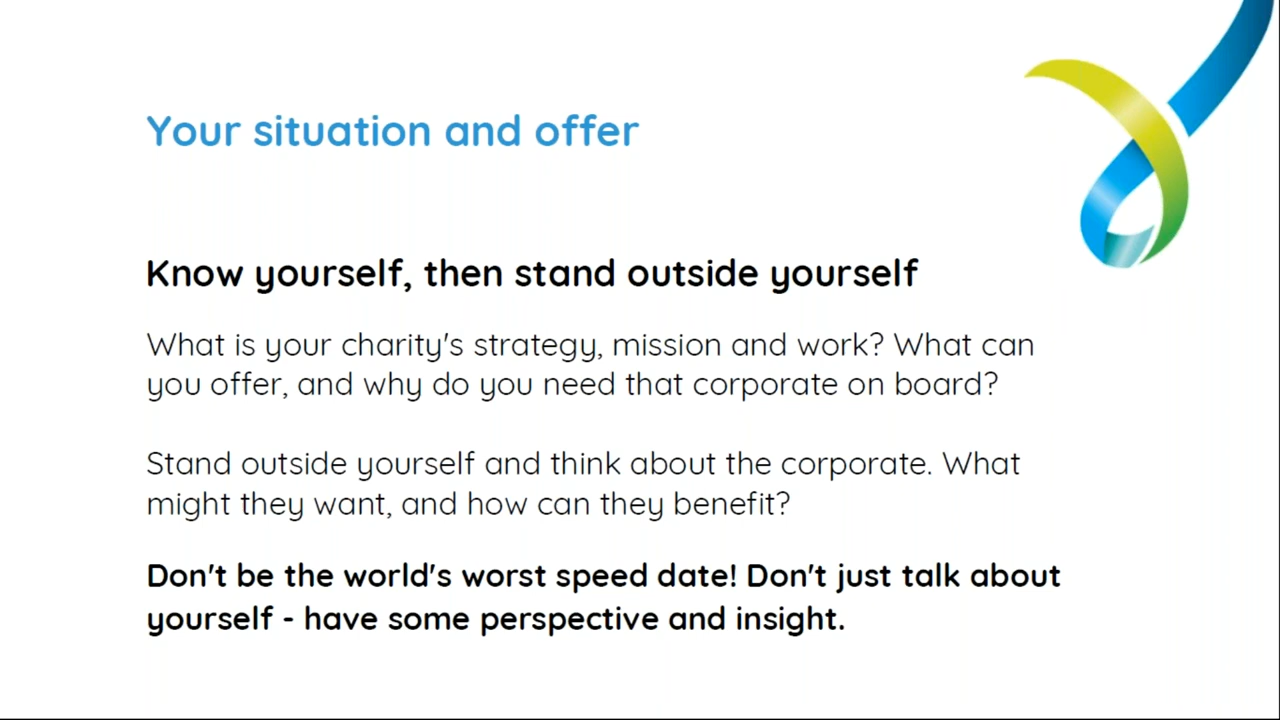 Your situation and offer
Know yourself, then stand outside yourself
What is your charity's strategy, mission and work? What can
you offer, and why do you need that corporate on board?
Stand outside yourself and think about the corporate. What
might they want, and how can they benefit?
Don't be the world's worst speed date! Don't just talk about
yourself - have some perspective and insight.